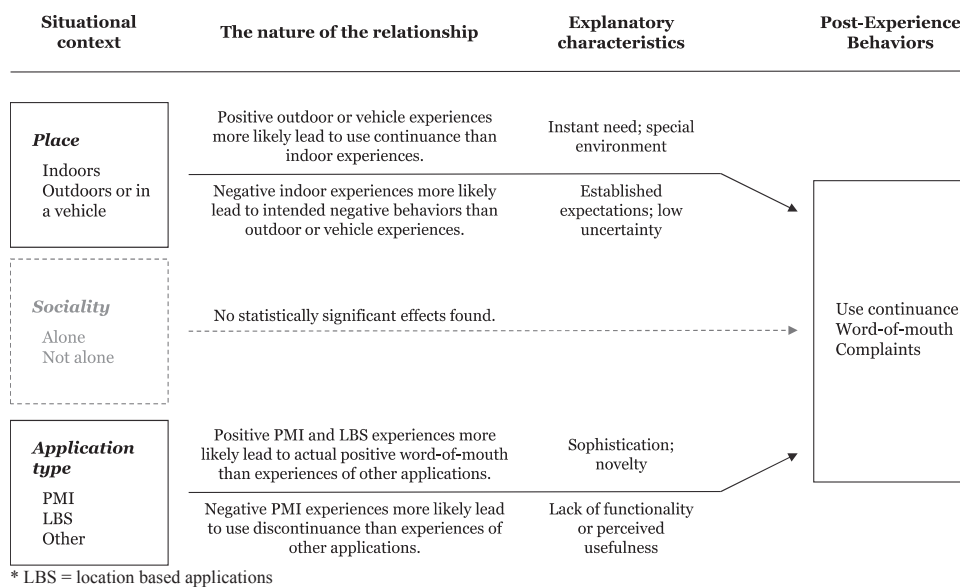 Situational
context
The nature of the relationship
Explanatory
characteristics
Post-Experience
Behaviors
Place
Indoors
Outdoors or in
a vehicle
Positive outdoor or vehicle experiences
more likely lead to use continuance than
indoor experiences.
Instant need; special
environment
Negative indoor experiences more likely
lead to intended negative behaviors than
outdoor or vehicle experiences.
Established
expectations; low
uncertainty
Sociality
Alone
Not alone
No statistically significant effects found.
Use continuance
Word-of-mouth
Complaints
Application
type
PMI
LBS
Other
Positive PMI and LBS experiences more
likely lead to actual positive word-of-mouth
than experiences of other applications.
Sophistication;
novelty
Negative PMI experiences more likely lead
to use discontinuance than experiences of
other applications.
Lack of functionality
or perceived
usefulness
* LBS = location based applications